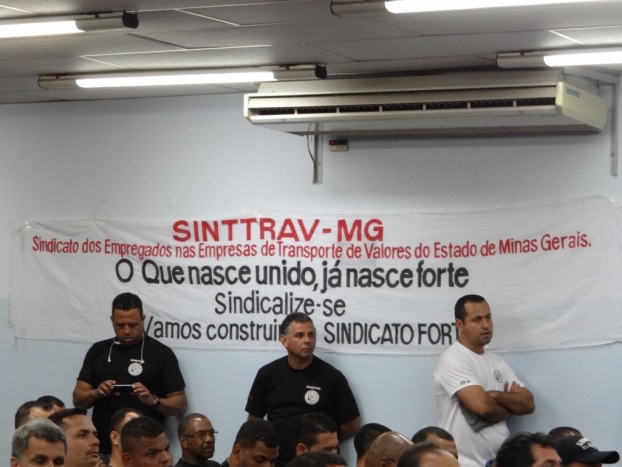 SINTTRAV-MG
Sindicato dos Empregados nas Empresas de Transporte de Valores do Estado de Minas Gerais.
O Que nasce unido, já nasce forte
Sindicalize-se
Vamos construir SINDICATO FORT